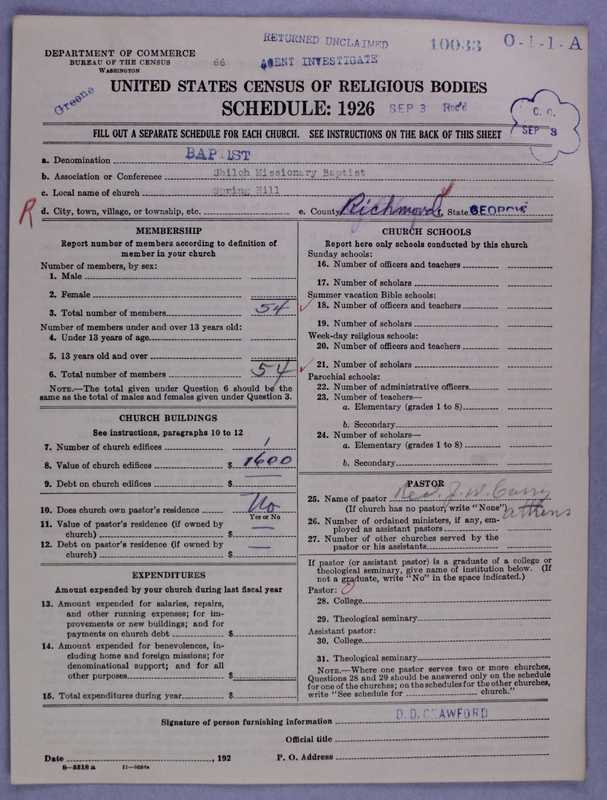 RETURNED UNCLAIMED
10033 O-1-1-A
DEPARTMENT OF COMMERCE
BUREAU OF THE CENSUS
WASHINGTON
66
AGENT INVESTIGATE
Greene
UNITED STATES CENSUS OF RELIGIOUS BODIES
SCHEDULE: 1926
SEP 3 Rec'd
C. C.
SEP 3
FILL OUT A SEPARATE SCHEDULE FOR EACH CHURCH. SEE INSTRUCTIONS ON THE BACK OF THIS SHEET
a. Denomination BAPTIST
b. Association or Conference Shiloh Missionary Baptist
c. Local name of church Spring Hill
R d. City, town, village, or township, etc. e. County Richmond State GEORGIA
MEMBERSHIP
Report number of members according to definition of
member in your church
Number of members, by sex:
1. Male
2. Female
3. Total number of members 54
Number of members under and over 13 years old:
4. Under 13 years of age
5. 13 years old and over
6. Total number of members 54
NOTE.—The total given under Question 6 should be the
same as the total of males and females given under Question 3.
CHURCH BUILDINGS
See instructions, paragraphs 10 to 12
7. Number of church edifices 1
8. Value of church edifices $ 1600
9. Debt on church edifices $ —
10. Does church own pastor's residence No
Yes or No
11. Value of pastor's residence (if owned by
church) $ —
12. Debt on pastor's residence (if owned by
church) $ —
EXPENDITURES
Amount expended by your church during last fiscal year
13. Amount expended for salaries, repairs,
and other running expenses; for im-
provements or new buildings; and for
payments on church debt $
14. Amount expended for benevolences, in-
cluding home and foreign missions; for
denominational support; and for all
other purposes $
15. Total expenditures during year $
CHURCH SCHOOLS
Report here only schools conducted by this church
Sunday schools:
16. Number of officers and teachers
17. Number of scholars
Summer vacation Bible schools:
18. Number of officers and teachers
19. Number of scholars
Week-day religious schools:
20. Number of officers and teachers
21. Number of scholars
Parochial schools:
22. Number of administrative officers
23. Number of teachers—
a. Elementary (grades 1 to 8)
b. Secondary
24. Number of scholars—
a. Elementary (grades 1 to 8)
b. Secondary
PASTOR
25. Name of pastor Rev. J. W.
(If church has no pastor, write "None") Athens
26. Number of ordained ministers, if any, em-
ployed as assistant pastors
27. Number of other churches served by the
pastor or his assistants
If pastor (or assistant pastor) is a graduate of a college or
theological seminary, give name of institution below. (If
not a graduate, write "No" in the space indicated.)
Pastor:
28. College
29. Theological seminary
Assistant pastor:
30. College
31. Theological seminary
NOTE.—Where one pastor serves two or more churches,
Questions 28 and 29 should be answered only on the schedule
for one of the churches; on the schedules for the other churches,
write "See schedule for church."
Signature of person furnishing information D. D. CRAWFORD
Official title
Date , 192 P. O. Address
8—5518 a